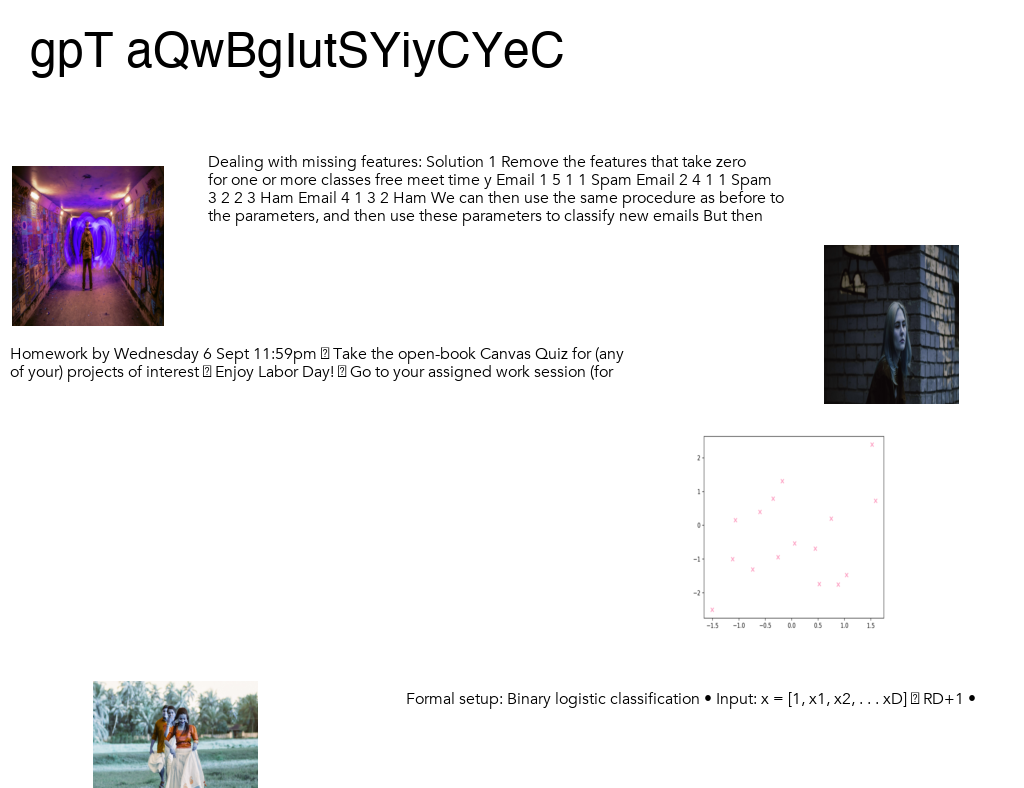 gpT aQwBgIutSYiyCYeC
Dealing with missing features: Solution 1 Remove the features that take zero
for one or more classes free meet time y Email 1 5 1 1 Spam Email 2 4 1 1 Spam
3 2 2 3 Ham Email 4 1 3 2 Ham We can then use the same procedure as before to
the parameters, and then use these parameters to classify new emails But then
Homework by Wednesday 6 Sept 11:59pm ⍰ Take the open-book Canvas Quiz for (any
of your) projects of interest ⍰ Enjoy Labor Day! ⍰ Go to your assigned work session (for
2
1
0
−1
−2
−1.5 −1.0 −0.5 0.0 0.5 1.0 1.5
Formal setup: Binary logistic classification • Input: x = [1, x1, x2, . . . xD] ⍰ RD+1 •